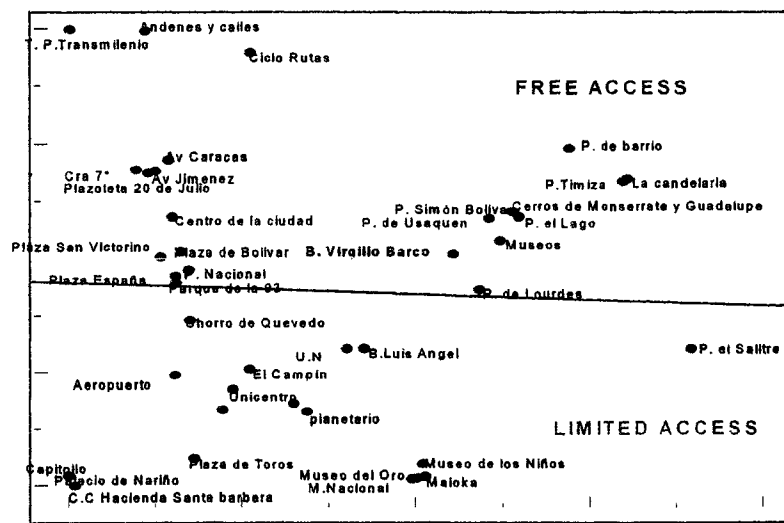 Andenes y calles
T. P.Transmilenio
Ciclo Rutas
FREE ACCESS
P. de barrio
Av Caracas
Cra 7°
Av Jimenez
P.Timiza
La candelaria
Plazoleta 20 de Julio
P. Simón Bolivar
Cerros de Monserrate y Guadalupe
Centro de la ciudad
P. de Usaquen
P. el Lago
Plaza San Victorino
Plaza de Bolivar
B. Virgilio Barco
Museos
Plaza España
P. Nacional
Parque de la 93
P. de Lourdes
Chorro de Quevedo
U.N
B.Luis Angel
P. el Salitre
Aeropuerto
El Campin
Unicentro
planetario
LIMITED ACCESS
Capitolio
Plaza de Toros
Museo de los Niños
Palacio de Nariño
Museo del Oro
Maloka
C.C Hacienda Santa barbara
M.Nacional